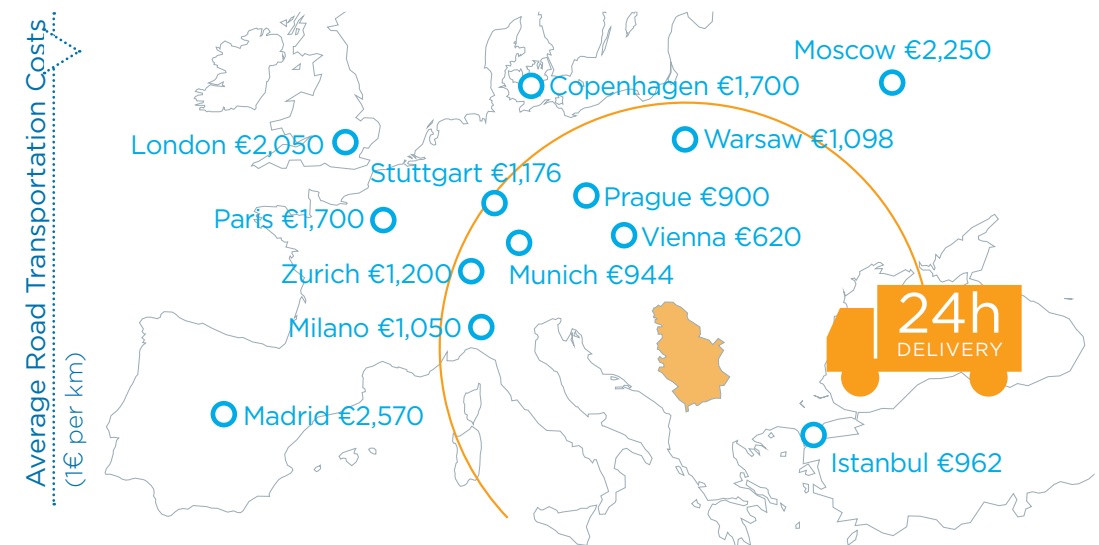 Average Road Transportation Costs
(1€ per km)
Moscow €2,250
Copenhagen €1,700
London €2,050
Warsaw €1,098
Stuttgart €1,176
Prague €900
Paris €1,700
Vienna €620
Zurich €1,200
Munich €944
Milano €1,050
24h
DELIVERY
Madrid €2,570
Istanbul €962